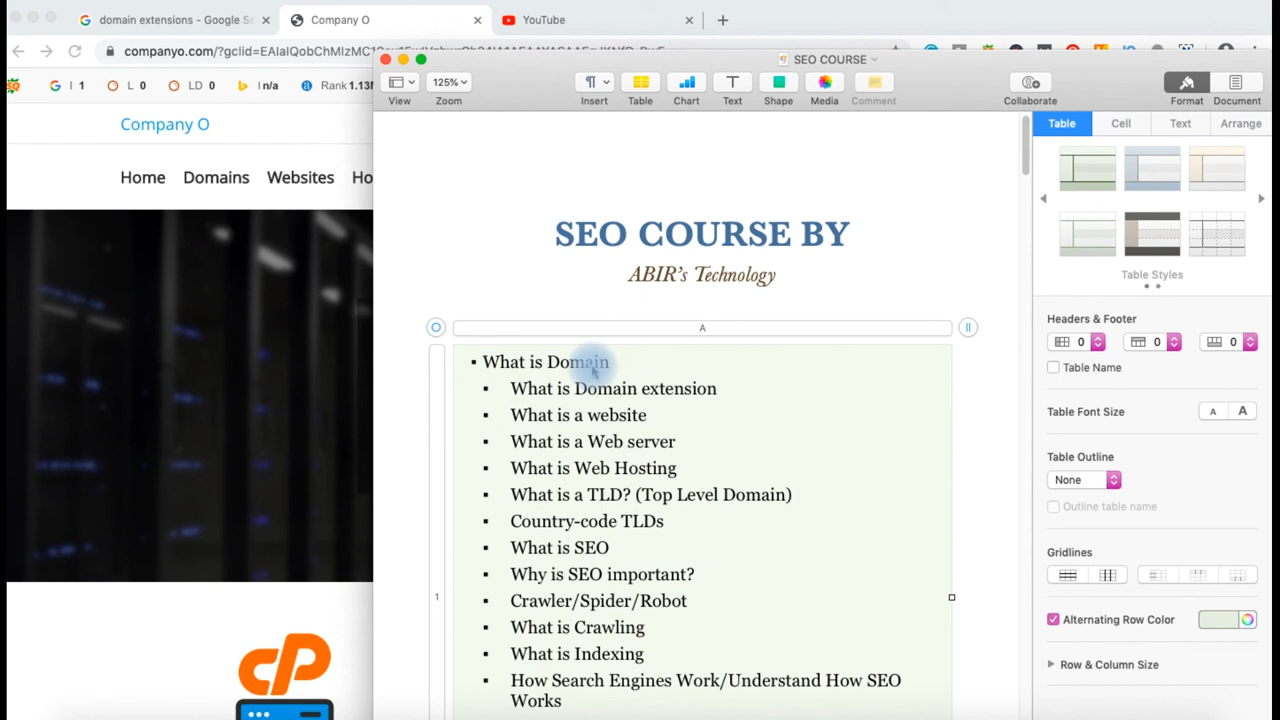 domain extensions - Google Se
Company O
YouTube
SEO COURSE
View
125%
Zoom
Insert
Table
Chart
Text
Shape
Media
Comment
Collaborate
Format
Document
I 1
L 0
LD 0
I n/a
Rank 1.13M
Company O
Home Domains Websites Ho
Table Cell Text Arrange
Table Styles
SEO COURSE BY
ABIR's Technology
A
1
▪ What is Domain
▪ What is Domain extension
▪ What is a website
▪ What is a Web server
▪ What is Web Hosting
▪ What is a TLD? (Top Level Domain)
▪ Country-code TLDs
▪ What is SEO
▪ Why is SEO important?
▪ Crawler/Spider/Robot
▪ What is Crawling
▪ What is Indexing
▪ How Search Engines Work/Understand How SEO
Works
Headers & Footer
0 0 0
Table Name
Table Font Size A A
Table Outline
None
Outline table name
Gridlines
Alternating Row Color
Row & Column Size
cP